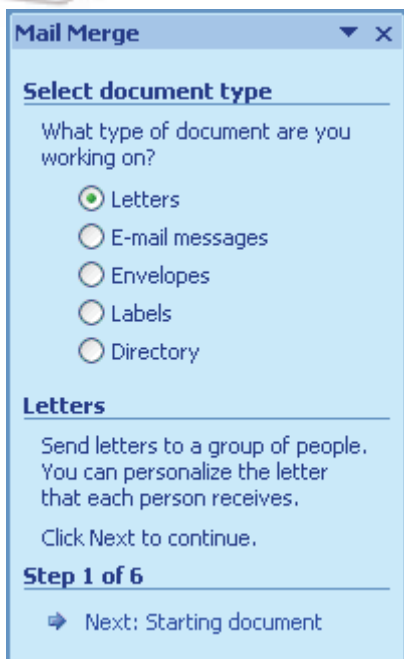 Mail Merge
Select document type
What type of document are you
working on?
Letters
E-mail messages
Envelopes
Labels
Directory
Letters
Send letters to a group of people.
You can personalize the letter
that each person receives.
Click Next to continue.
Step 1 of 6
Next: Starting document